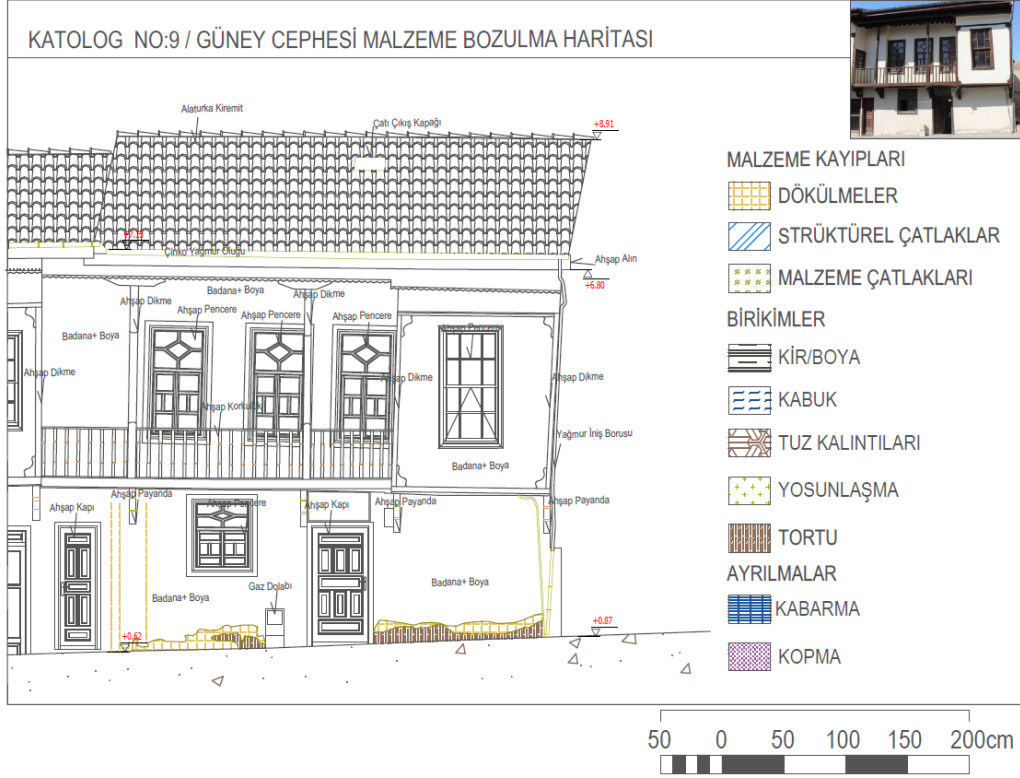 KATOLOG NO:9 / GÜNEY CEPHESİ MALZEME BOZULMA HARİTASI
Alaturka Kiremit
Çatı Çıkış Kapağı
+8.91
Çinko Yağmur Oluğu
Ahşap Alın
+6.80
Badana+ Boya
Ahşap Dikme
Ahşap Dikme
Ahşap Pencere
Ahşap Pencere
Ahşap Pencere
Ahşap Pencere
Badana+ Boya
Ahşap Dikme
Ahşap Dikme
Ahşap Dikme
Ahşap Korkuluk
Yağmur İniş Borusu
Badana+ Boya
Ahşap Payanda
Ahşap Kapı
Ahşap Pencere
Ahşap Kapı
Ahşap Payanda
Ahşap Payanda
Gaz Dolabı
Badana+ Boya
Badana+ Boya
+0.62
+0.87
MALZEME KAYIPLARI
DÖKÜLMELER
STRÜKTÜREL ÇATLAKLAR
MALZEME ÇATLAKLARI
BİRİKİMLER
KİR/BOYA
KABUK
TUZ KALINTILARI
YOSUNLAŞMA
TORTU
AYRILMALAR
KABARMA
KOPMA
50 0 50 100 150 200cm